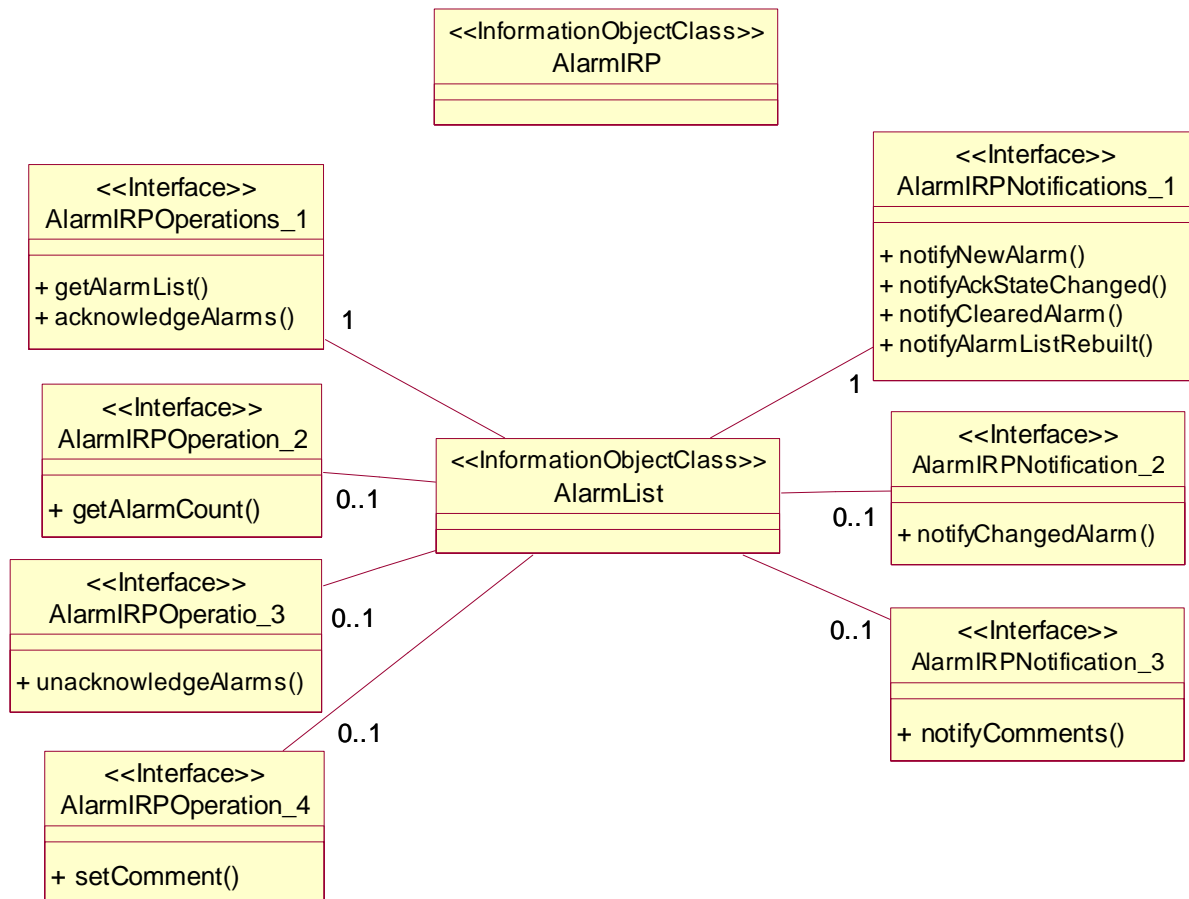 <<InformationObjectClass>>
AlarmIRP
<<Interface>>
AlarmIRPOperations_1
+ getAlarmList()
+ acknowledgeAlarms()
1
<<Interface>>
AlarmIRPNotifications_1
+ notifyNewAlarm()
+ notifyAckStateChanged()
+ notifyClearedAlarm()
+ notifyAlarmListRebuilt()
1
<<Interface>>
AlarmIRPOperation_2
+ getAlarmCount()
0..1
<<InformationObjectClass>>
AlarmList
<<Interface>>
AlarmIRPNotification_2
+ notifyChangedAlarm()
0..1
<<Interface>>
AlarmIRPOperatio_3
+ unacknowledgeAlarms()
0..1
<<Interface>>
AlarmIRPNotification_3
+ notifyComments()
0..1
<<Interface>>
AlarmIRPOperation_4
+ setComment()
0..1